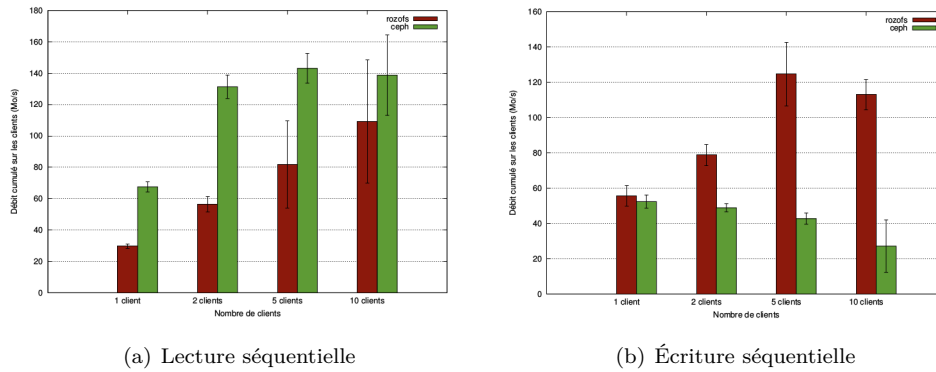 180
160
140
120
100
80
60
40
20
0
Débit cumulé sur les clients (Mo/s)
rozofs
ceph
1 client
2 clients
5 clients
10 clients
Nombre de clients
(a) Lecture séquentielle
160
140
120
100
80
60
40
20
0
Débit cumulé sur les clients (Mo/s)
rozofs
ceph
1 client
2 clients
5 clients
10 clients
Nombre de clients
(b) Écriture séquentielle